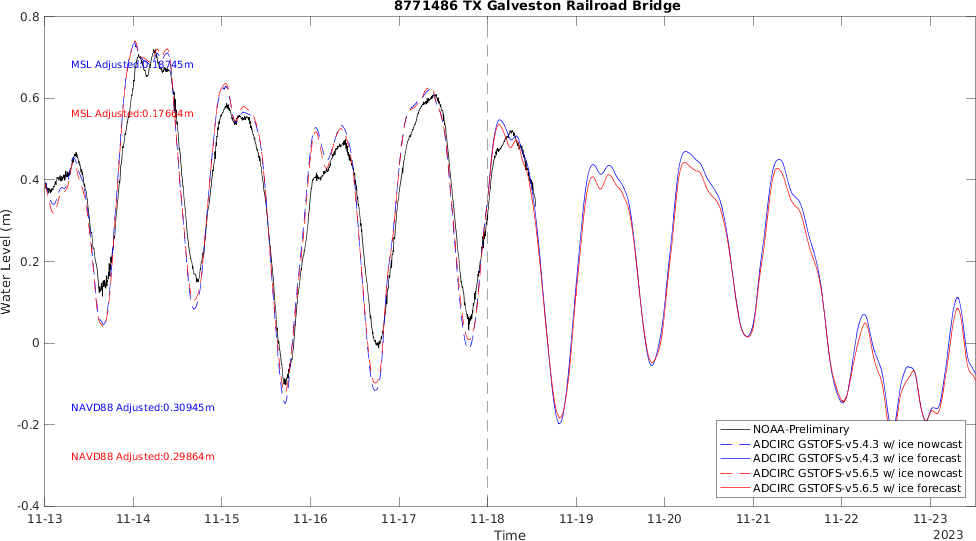 8771486 TX Galveston Railroad Bridge
0.8
0.6
0.4
0.2
0
-0.2
-0.4
Water Level (m)
MSL Adjusted:0.18745m
MSL Adjusted:0.17664m
NAVD88 Adjusted:0.30945m
NAVD88 Adjusted:0.29864m
NOAA-Preliminary
ADCIRC GSTOFS-v5.4.3 w/ ice nowcast
ADCIRC GSTOFS-v5.4.3 w/ ice forecast
ADCIRC GSTOFS-v5.6.5 w/ ice nowcast
ADCIRC GSTOFS-v5.6.5 w/ ice forecast
11-13 11-14 11-15 11-16 11-17 11-18 11-19 11-20 11-21 11-22 11-23
Time
2023